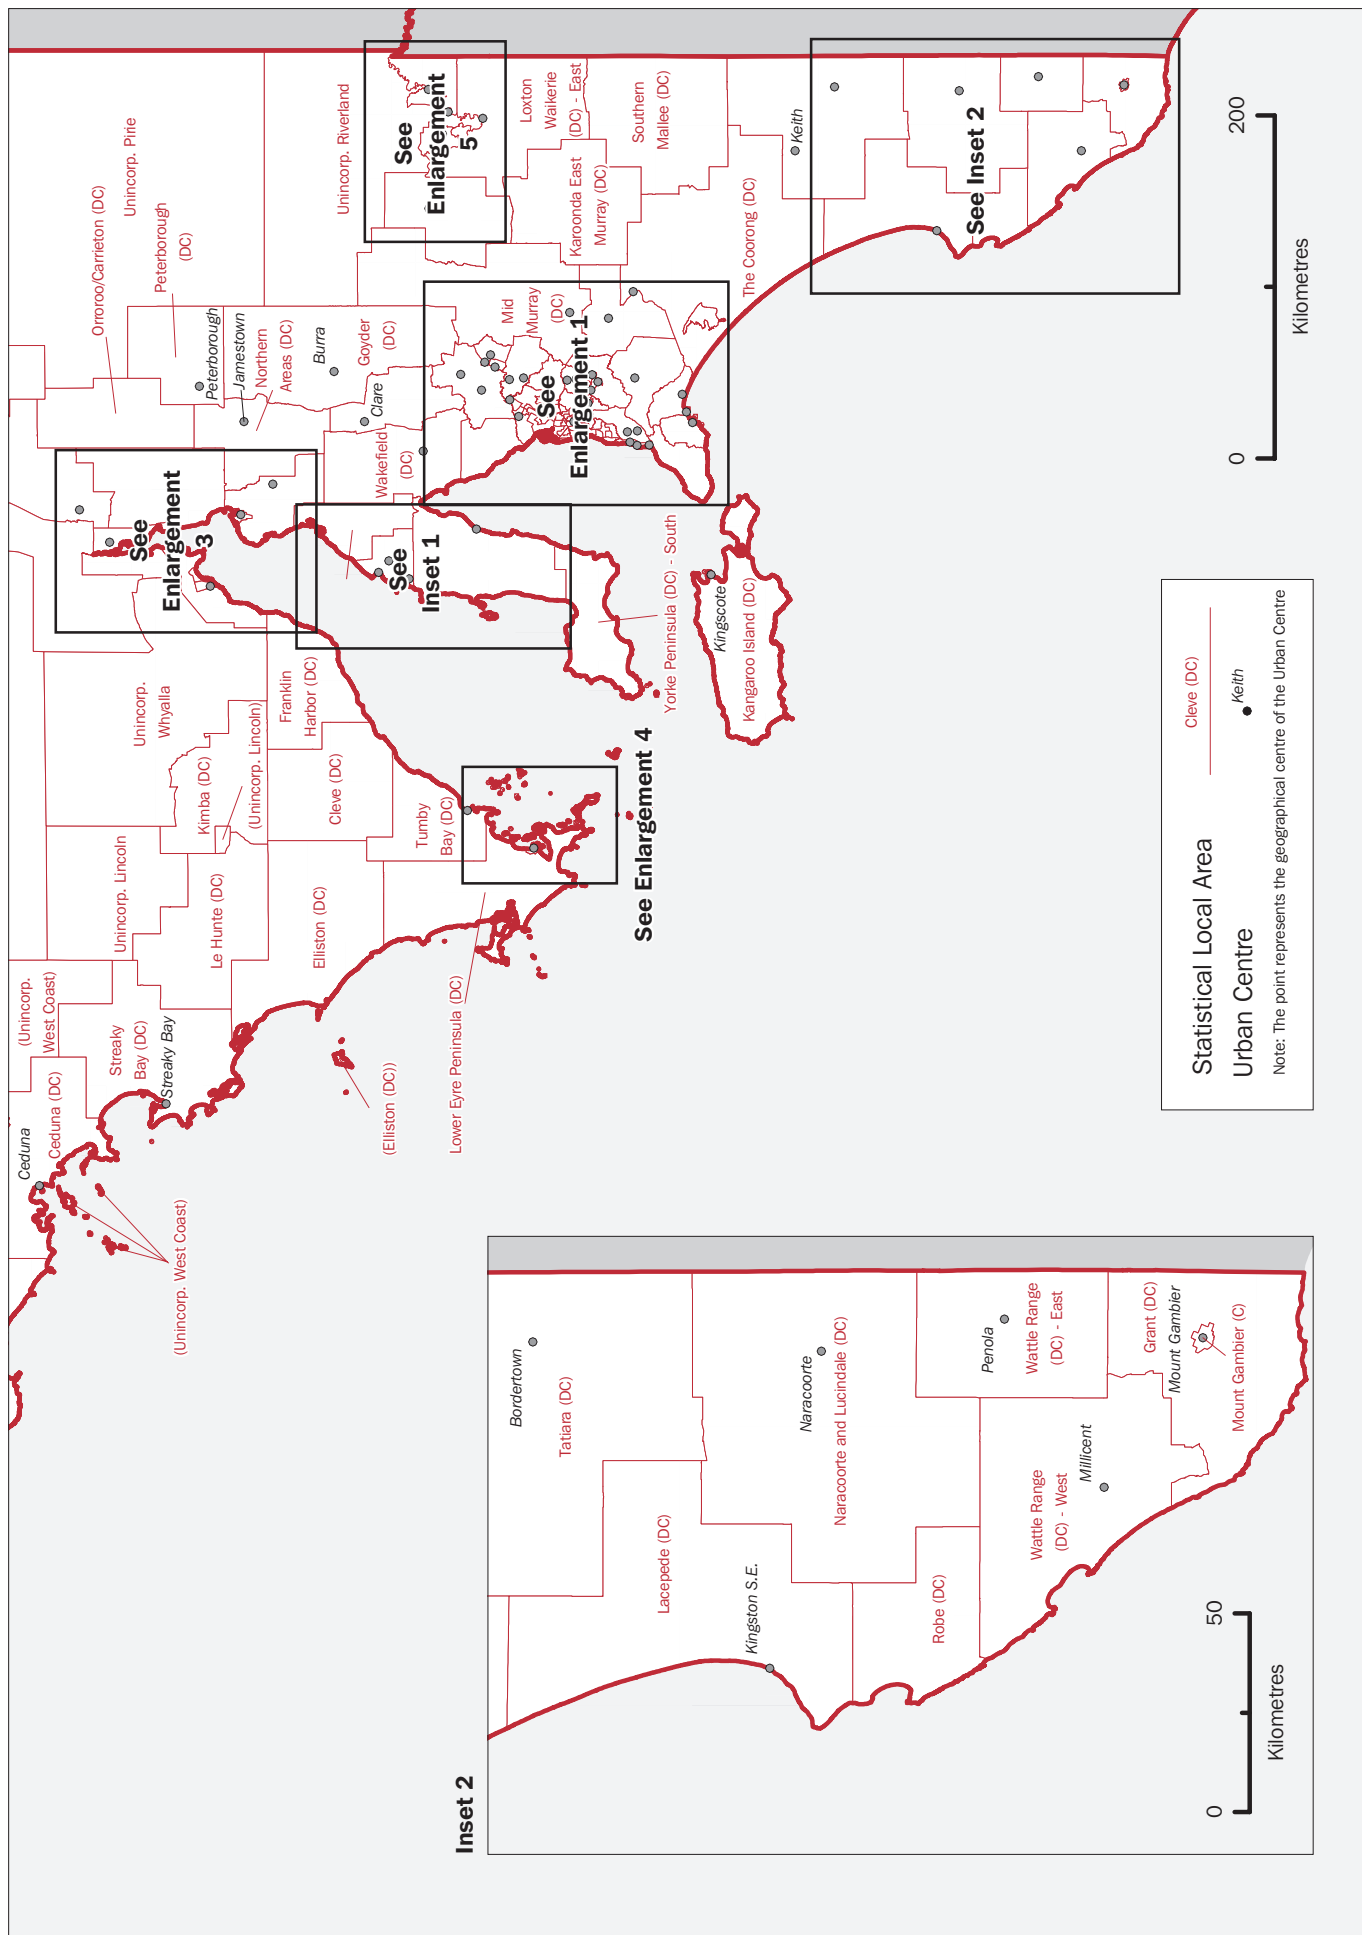 Ceduna
Ceduna (DC)
(Unincorp.
West Coast)
Streaky
Bay (DC)
Streaky Bay
(Unincorp. West Coast)
Unincorp. Lincoln
Le Hunte (DC)
Elliston (DC)
(Elliston (DC))
Lower Eyre Peninsula (DC)
Unincorp.
Whyalla
Kimba (DC)
(Unincorp. Lincoln)
Franklin
Harbor (DC)
Cleve (DC)
Tumby
Bay (DC)
See Enlargement 4
See
Enlargement
3
See
Inset 1
Yorke Peninsula (DC) - South
Kingscote
Kangaroo Island (DC)
Orroroo/Carrieton (DC)
Unincorp. Pirie
Peterborough
(DC)
Peterborough
Jamestown
Northern
Areas (DC)
Burra
Goyder
(DC)
Clare
Wakefield
(DC)
Mid
Murray
(DC)
See
Enlargement 1
Unincorp. Riverland
See
Enlargement
5
Loxton
Waikerie
(DC) - East
Karoonda East
Murray (DC)
Southern
Mallee (DC)
The Coorong (DC)
Keith
See Inset 2
0
200
Kilometres
Statistical Local Area
Cleve (DC)
Urban Centre
Keith
Note: The point represents the geographical centre of the Urban Centre
Inset 2
Bordertown
Tatiara (DC)
Lacepede (DC)
Kingston S.E.
Naracoorte
Naracoorte and Lucindale (DC)
Robe (DC)
Penola
Wattle Range
(DC) - East
Wattle Range
(DC) - West
Millicent
Grant (DC)
Mount Gambier
Mount Gambier (C)
0
50
Kilometres